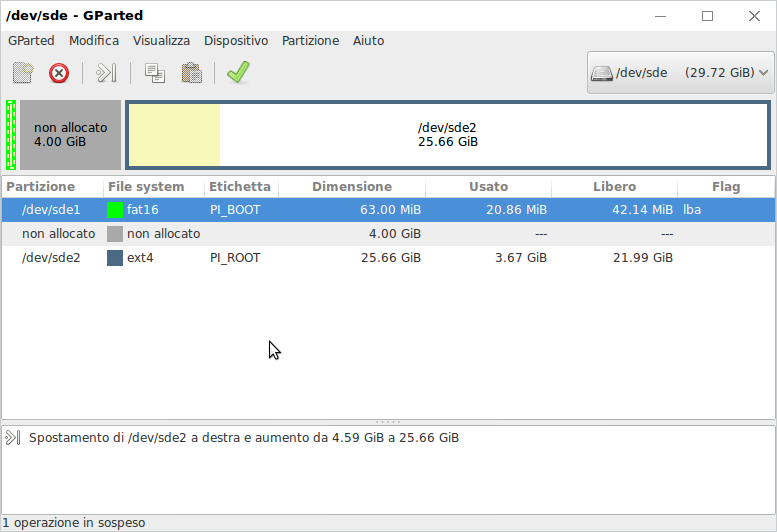 /dev/sde - GParted
GParted Modifica Visualizza Dispositivo Partizione Aiuto
/dev/sde (29.72 GiB)
non allocato
4.00 GiB
/dev/sde2
25.66 GiB
Partizione File system Etichetta Dimensione Usato Libero Flag
/dev/sde1 fat16 PI_BOOT 63.00 MiB 20.86 MiB 42.14 MiB lba
non allocato non allocato 4.00 GiB --- ---
/dev/sde2 ext4 PI_ROOT 25.66 GiB 3.67 GiB 21.99 GiB
Spostamento di /dev/sde2 a destra e aumento da 4.59 GiB a 25.66 GiB
1 operazione in sospeso